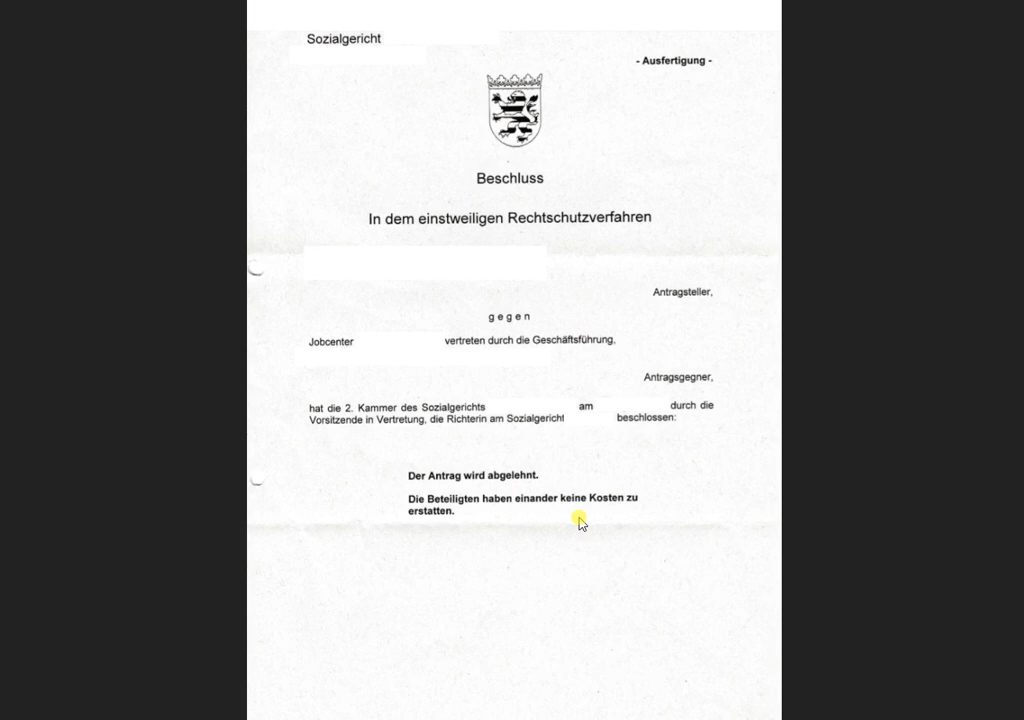 Sozialgericht
- Ausfertigung -
Beschluss
In dem einstweiligen Rechtschutzverfahren
Antragsteller,
g e g e n
Jobcenter vertreten durch die Geschäftsführung,
Antragsgegner,
hat die 2. Kammer des Sozialgerichts am durch die
Vorsitzende in Vertretung, die Richterin am Sozialgericht beschlossen:
Der Antrag wird abgelehnt.
Die Beteiligten haben einander keine Kosten zu
erstatten.